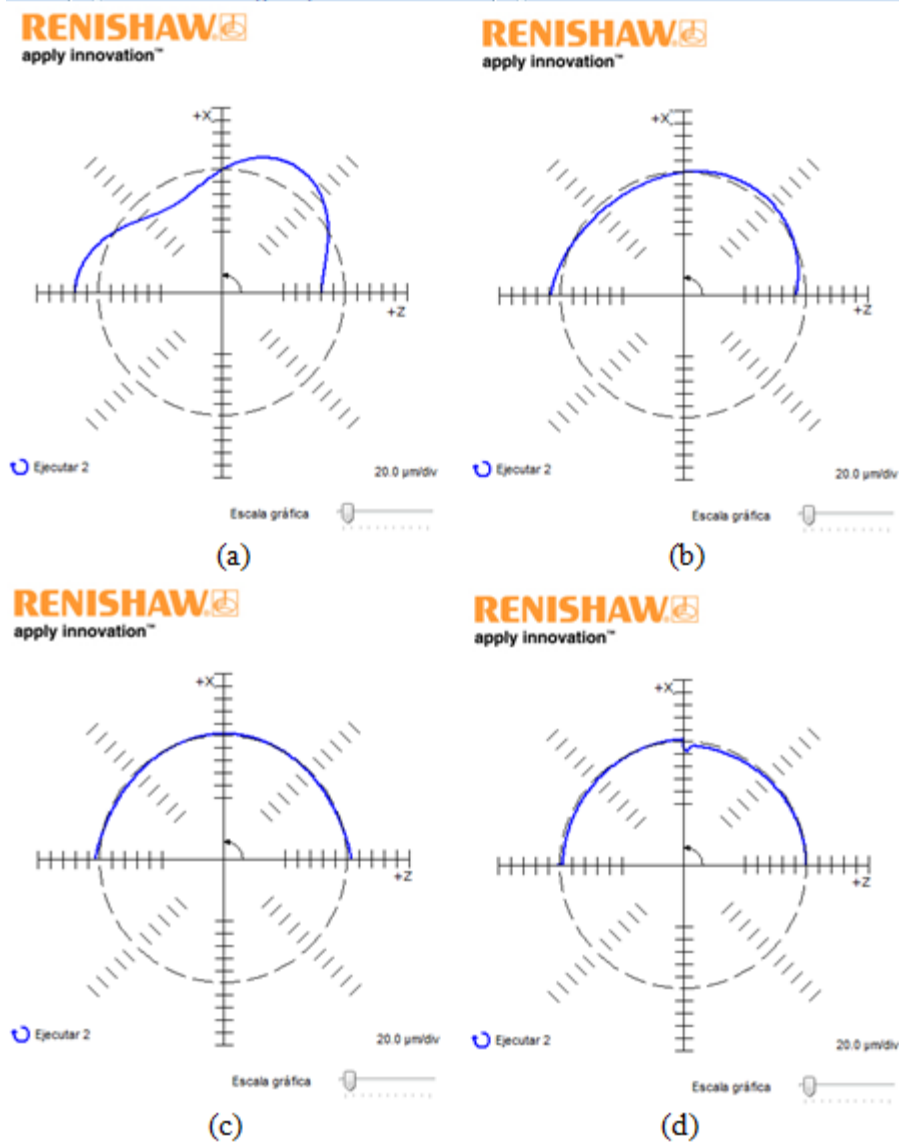 RENISHAW.
apply innovation™
+X
+Z
Ejecutar 2
20.0 µm/div
Escala gráfica
(a)
RENISHAW.
apply innovation™
+X
+Z
Ejecutar 2
20.0 µm/div
Escala gráfica
(b)
RENISHAW.
apply innovation™
+X
+Z
Ejecutar 2
20.0 µm/div
Escala gráfica
(c)
RENISHAW.
apply innovation™
+X
+Z
Ejecutar 2
20.0 µm/div
Escala gráfica
(d)